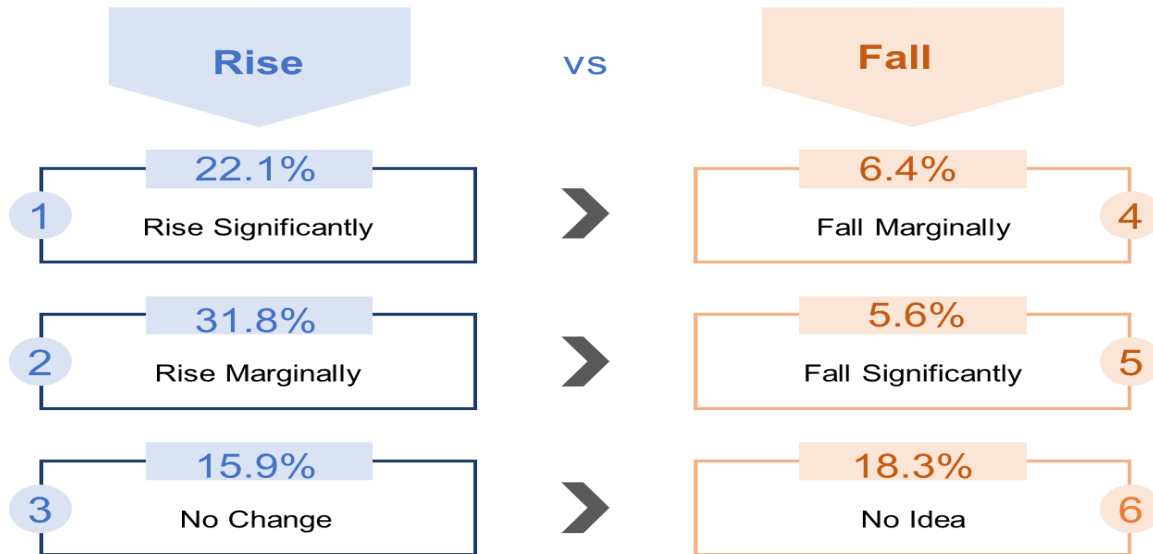 Rise
vs
Fall
22.1%
1
Rise Significantly
6.4%
Fall Marginally
4
31.8%
2
Rise Marginally
5.6%
Fall Significantly
5
15.9%
3
No Change
18.3%
No Idea
6